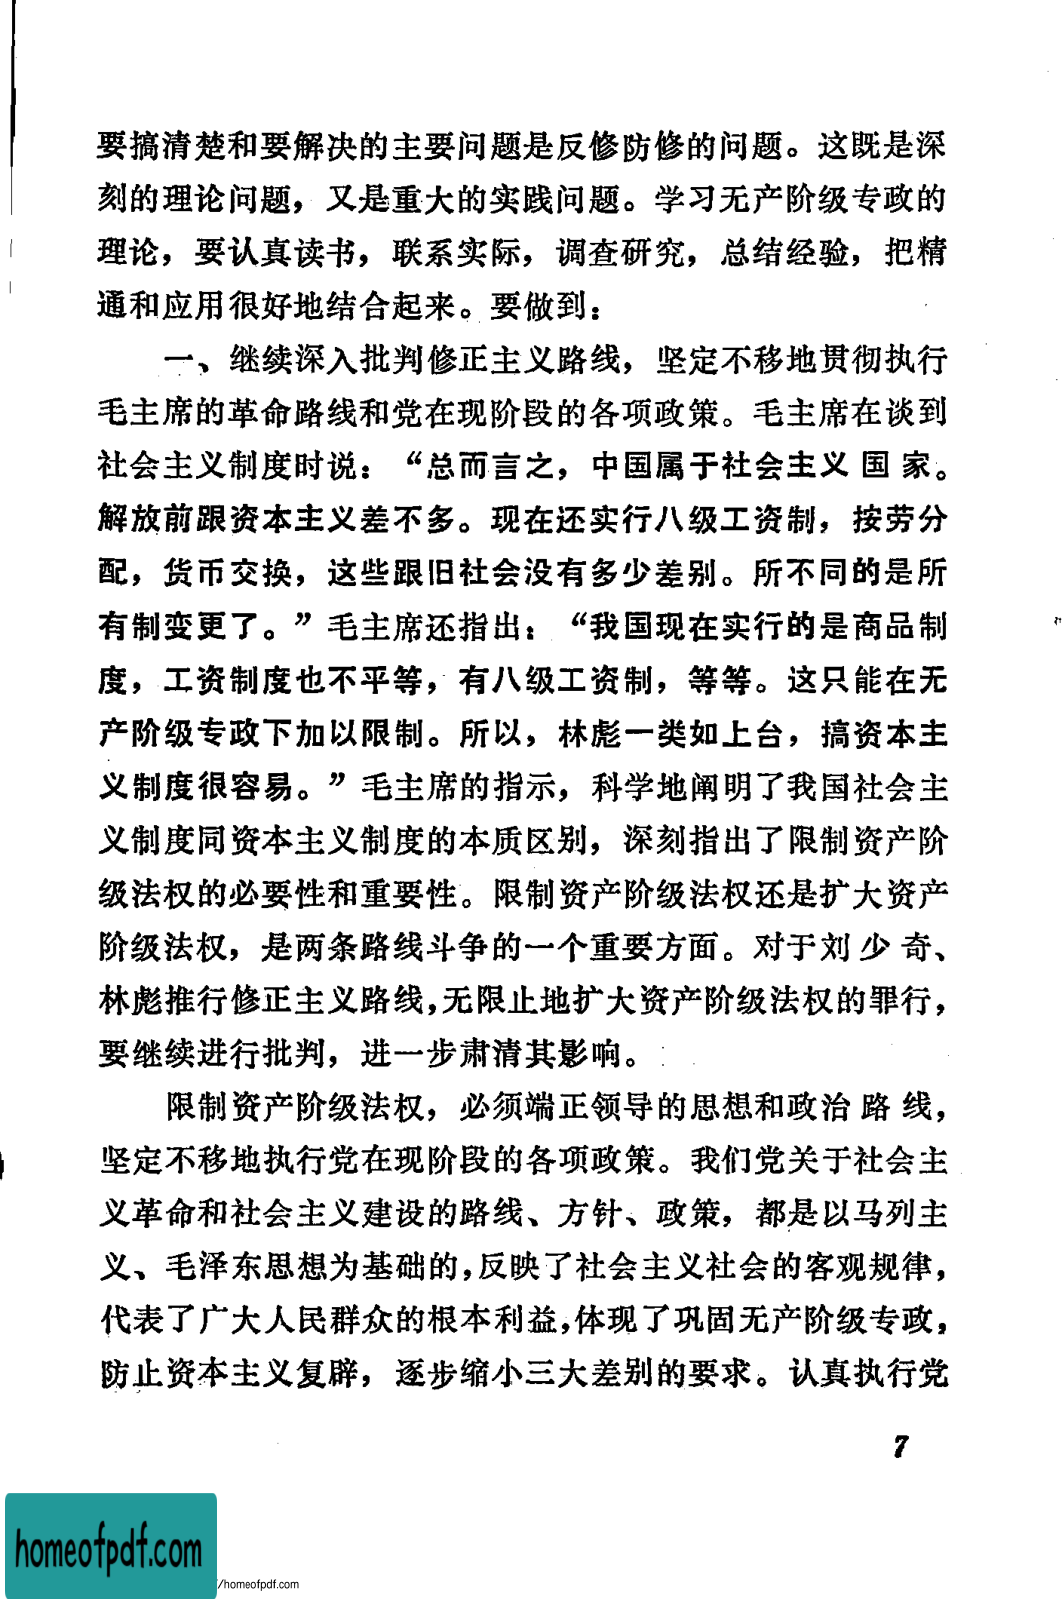 要搞清楚和要解决的主要问题是反修防修的问题。这既是深
刻的理论问题，又是重大的实践问题。学习无产阶级专政的
理论，要认真读书，联系实际，调查研究，总结经验，把精
通和应用很好地结合起来。要做到：
一、继续深入批判修正主义路线，坚定不移地贯彻执行
毛主席的革命路线和党在现阶段的各项政策。毛主席在谈到
社会主义制度时说：“总而言之，中国属于社会主义国家。
解放前跟资本主义差不多。现在还实行八级工资制，按劳分
配，货币交换，这些跟旧社会没有多少差别。所不同的是所
有制变更了。”毛主席还指出：“我国现在实行的是商品制
度，工资制度也不平等，有八级工资制，等等。这只能在无
产阶级专政下加以限制。所以，林彪一类如上台，搞资本主
义制度很容易。”毛主席的指示，科学地阐明了我国社会主
义制度同资本主义制度的本质区别，深刻指出了限制资产阶
级法权的必要性和重要性。限制资产阶级法权还是扩大资产
阶级法权，是两条路线斗争的一个重要方面。对于刘少奇、
林彪推行修正主义路线，无限止地扩大资产阶级法权的罪行，
要继续进行批判，进一步肃清其影响。
限制资产阶级法权，必须端正领导的思想和政治路线，
坚定不移地执行党在现阶段的各项政策。我们党关于社会主
义革命和社会主义建设的路线、方针、政策，都是以马列主
义、毛泽东思想为基础的，反映了社会主义社会的客观规律，
代表了广大人民群众的根本利益，体现了巩固无产阶级专政，
防止资本主义复辟，逐步缩小三大差别的要求。认真执行党
7
homeofpdf.com
/homeofpdf.com